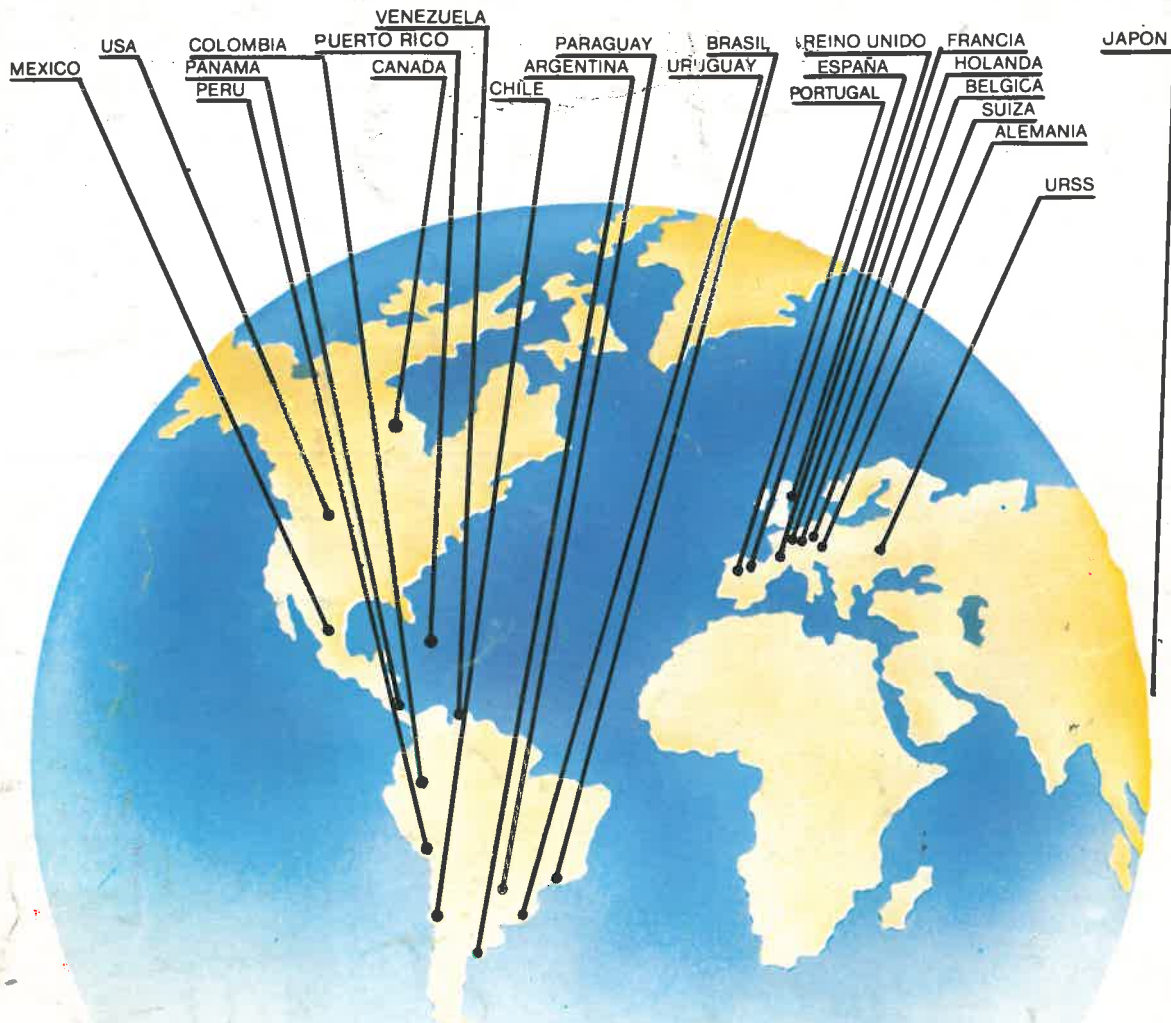 VENEZUELA
USA
COLOMBIA
PUERTO RICO
PARAGUAY
BRASIL
REINO UNIDO
FRANCIA
JAPON
MEXICO
PANAMA
CANADA
ARGENTINA
URUGUAY
ESPAÑA
HOLANDA
PERU
CHILE
PORTUGAL
BELGICA
SUIZA
ALEMANIA
URSS